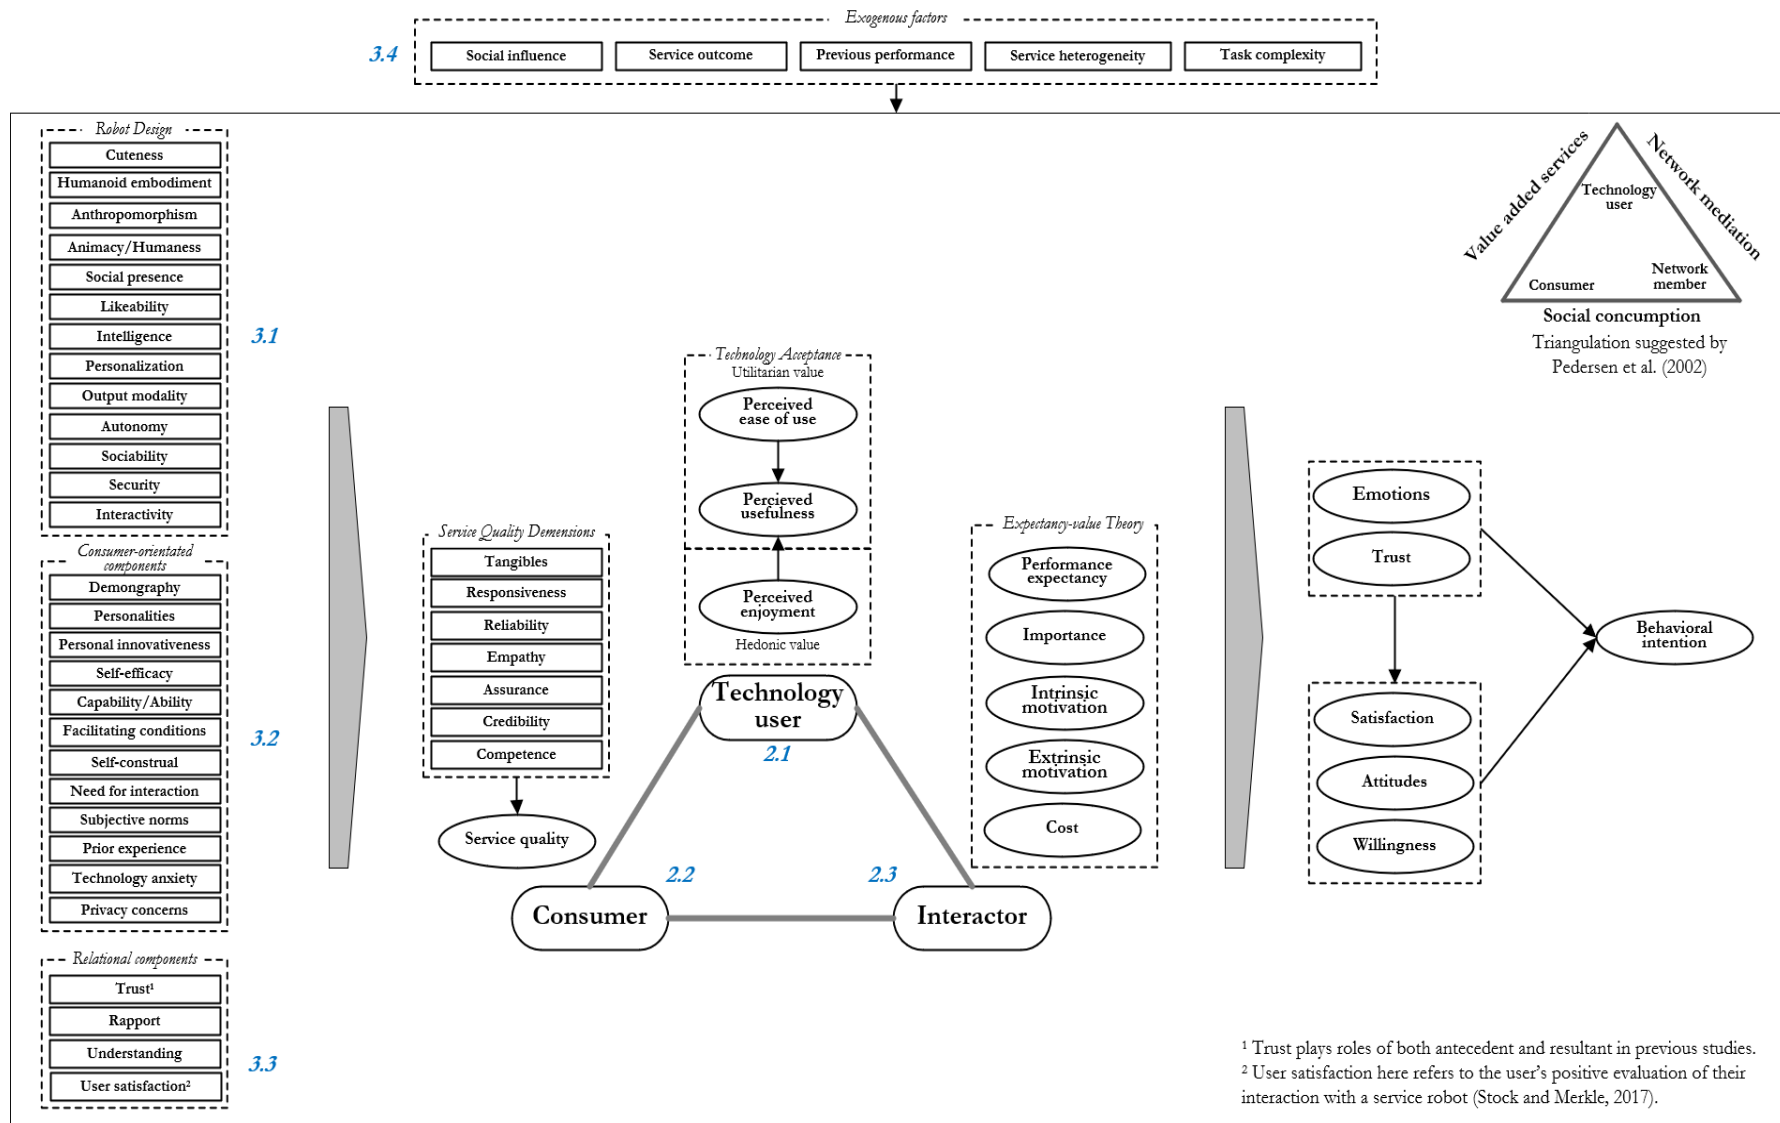 Exogenous factors
3.4
Social influence
Service outcome
Previous performance
Service heterogeneity
Task complexity
Robot Design
Cuteness
Humanoid embodiment
Anthropomorphism
Animacy/Humaness
Social presence
Likeability
Intelligence
Personalization
Output modality
Autonomy
Sociability
Security
Interactivity
3.1
Consumer-orientated
components
Demongraphy
Personalities
Personal innovativeness
Self-efficacy
Capability/Ability
Facilitating conditions
Self-construal
Need for interaction
Subjective norms
Prior experience
Technology anxiety
Privacy concerns
3.2
Relational components
Trust¹
Rapport
Understanding
User satisfaction²
3.3
Service Quality Demensions
Tangibles
Responsiveness
Reliability
Empathy
Assurance
Credibility
Competence
Service quality
Technology Acceptance
Utilitarian value
Perceived
ease of use
Percieved
usefulness
Perceived
enjoyment
Hedonic value
Technology
user
2.1
2.2
2.3
Consumer
Interactor
Expectancy-value Theory
Performance
expectancy
Importance
Intrinsic
motivation
Extrinsic
motivation
Cost
Emotions
Trust
Satisfaction
Attitudes
Willingness
Behavioral
intention
Value added services
Network mediation
Technology
user
Consumer
Network
member
Social concumption
Triangulation suggested by
Pedersen et al. (2002)
¹ Trust plays roles of both antecedent and resultant in previous studies.
² User satisfaction here refers to the user's positive evaluation of their
interaction with a service robot (Stock and Merkle, 2017).